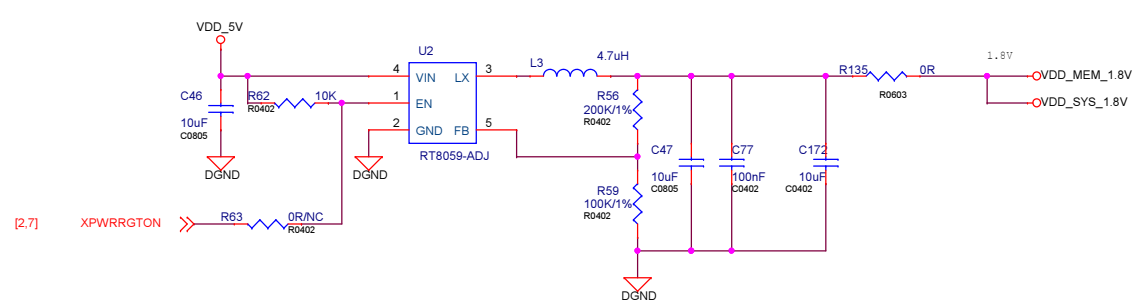 VDD_5V
U2
L3
4.7uH
1.8V
4
VIN
LX
3
R135
0R
VDD_MEM_1.8V
C46
R62
10K
1
EN
R56
R0603
VDD_SYS_1.8V
10uF
R0402
200K/1%
C0805
2
GND
FB
5
R0402
RT8059-ADJ
C47
C77
C172
DGND
DGND
10uF
100nF
10uF
R59
C0805
C0402
C0402
100K/1%
R0402
[2,7]
XPWRRGTON
R63
0R/NC
R0402
DGND